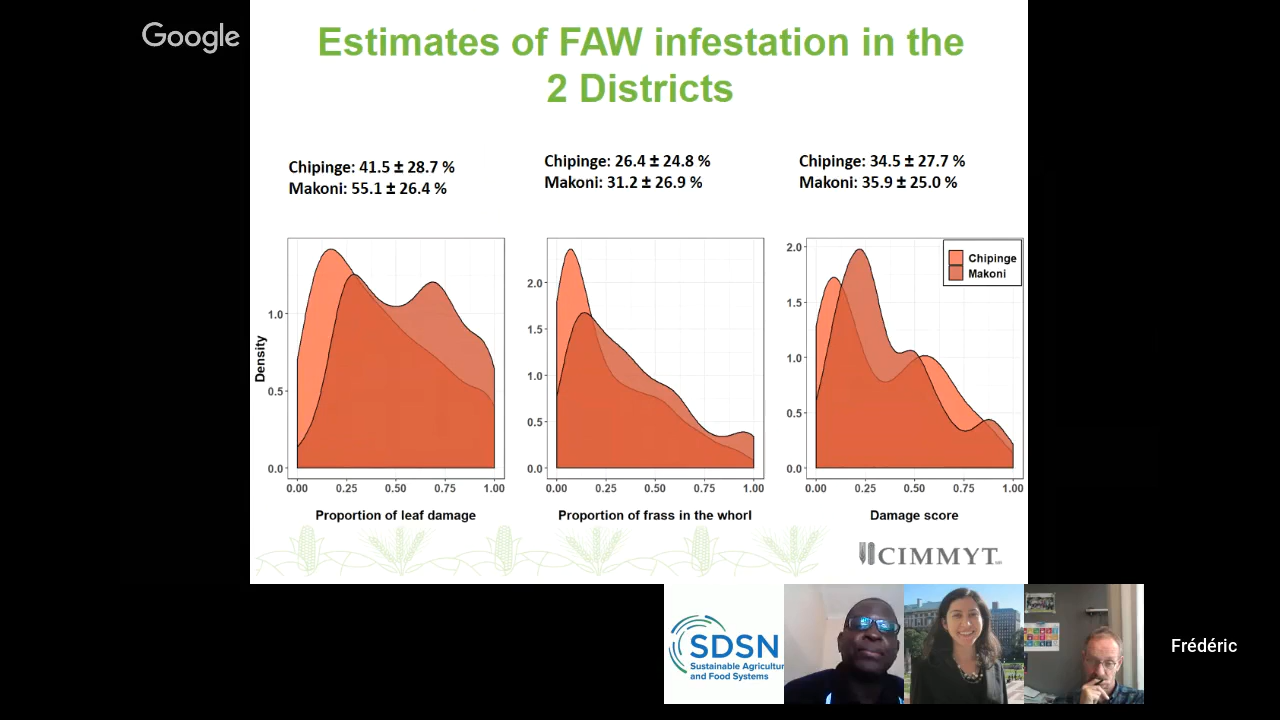 Google
Estimates of FAW infestation in the
2 Districts
Chipinge: 41.5 ± 28.7 %
Makoni: 55.1 ± 26.4 %
Chipinge: 26.4 ± 24.8 %
Makoni: 31.2 ± 26.9 %
Chipinge: 34.5 ± 27.7 %
Makoni: 35.9 ± 25.0 %
Density
1.0
0.5
0.0
0.00 0.25 0.50 0.75 1.00
Proportion of leaf damage
2.0
1.5
1.0
0.5
0.0
0.00 0.25 0.50 0.75 1.00
Proportion of frass in the whorl
2.0
1.5
1.0
0.5
0.0
0.00 0.25 0.50 0.75 1.00
Damage score
Chipinge
Makoni
CIMMYT
SDSN
Sustainable Agricultur
and Food Systems
Frédéric